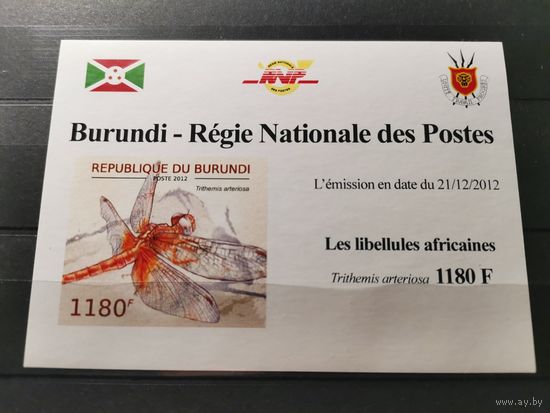 RNP
Burundi - Régie Nationale des Postes
REPUBLIQUE DU BURUNDI
POSTE 2012
Trithemis arteriosa
1180F
L'émission en date du 21/12/2012
Les libellules africaines
Trithemis arteriosa 1180 F
www.ay.by